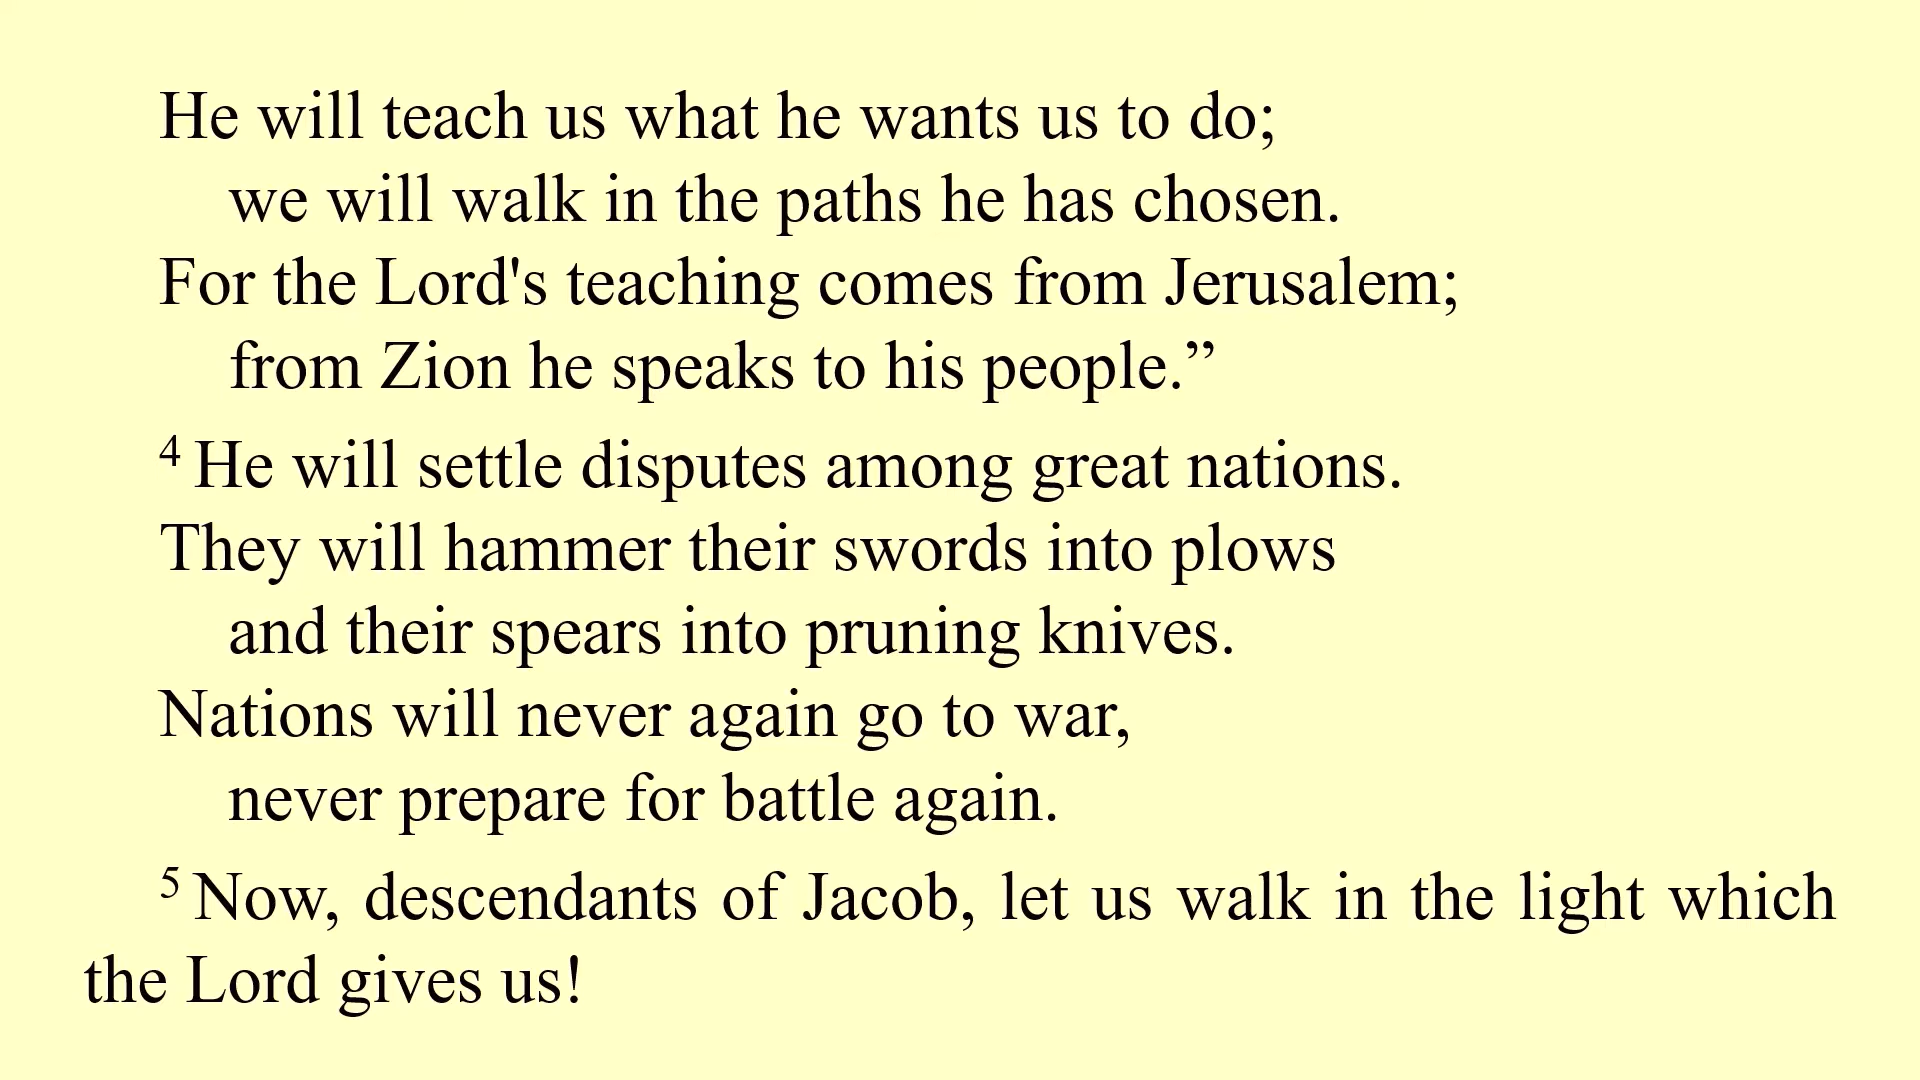 He will teach us what he wants us to do;
we will walk in the paths he has chosen.
For the Lord's teaching comes from Jerusalem;
from Zion he speaks to his people.”
4 He will settle disputes among great nations.
They will hammer their swords into plows
and their spears into pruning knives.
Nations will never again go to war,
never prepare for battle again.
5 Now, descendants of Jacob, let us walk in the light which
the Lord gives us!